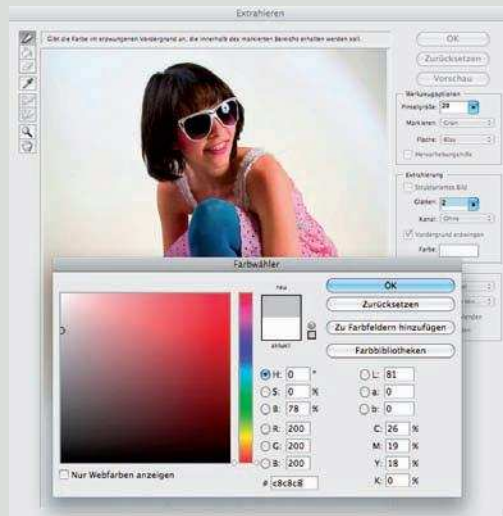 Extrahieren
Gibt die Farbe im erzwungenen Vordergrund an, die innerhalb des markierten Bereichs erhalten werden soll.
OK
Zurücksetzen
Vorschau
Werkzeugoptionen
Pinselgröße: 20
Markieren: Grün
Fläche: Blau
Hervorhebungshilfe
Extrahierung
Strukturiertes Bild
Glätten: 2
Kanal: Ohne
Vordergrund erzwingen
Farbe:
Farbwähler
neu
aktuell
OK
Zurücksetzen
Zu Farbfeldern hinzufügen
Farbbibliotheken
H: 0 °
S: 0 %
B: 78 %
R: 200
G: 200
B: 200
# c8c8c8
L: 81
a: 0
b: 0
C: 26 %
M: 19 %
Y: 18 %
K: 0 %
Nur Webfarben anzeigen